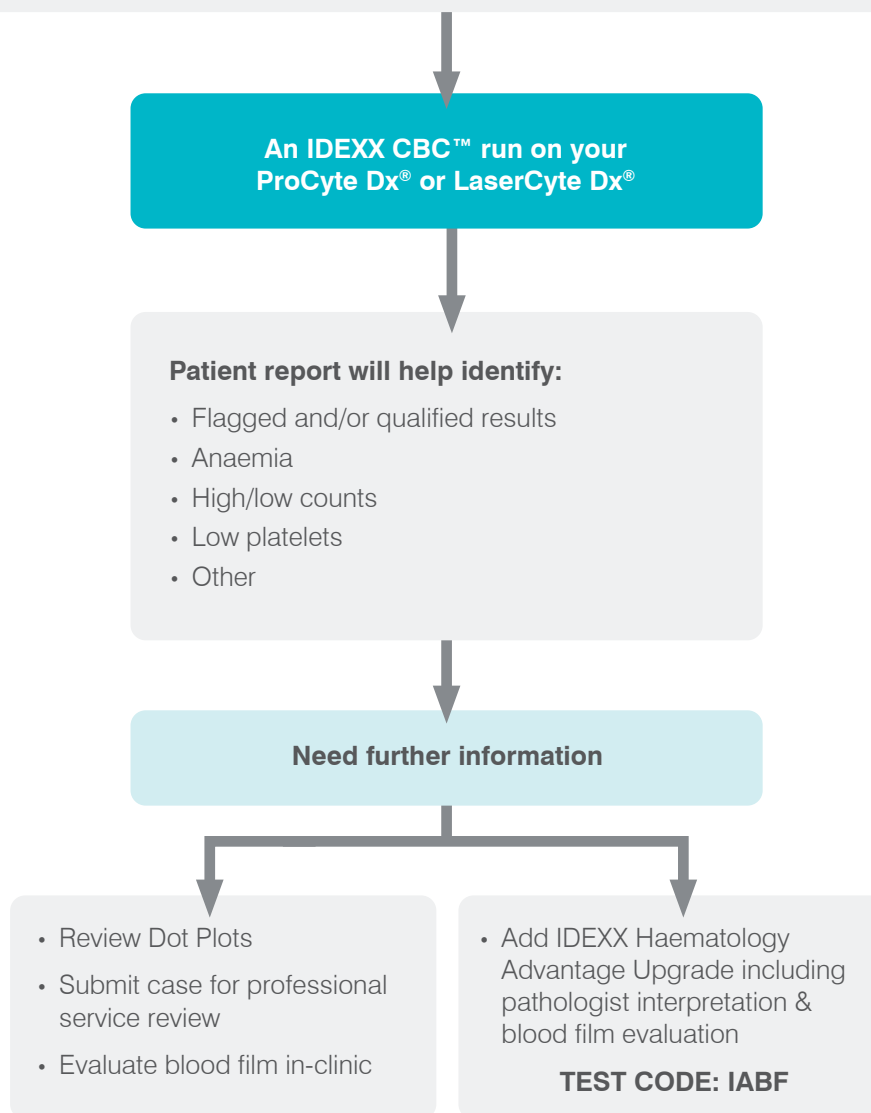 An IDEXX CBC™ run on your
ProCyte Dx® or LaserCyte Dx®
Patient report will help identify:
• Flagged and/or qualified results
• Anaemia
• High/low counts
• Low platelets
• Other
Need further information
• Review Dot Plots
• Submit case for professional
service review
• Evaluate blood film in-clinic
• Add IDEXX Haematology
Advantage Upgrade including
pathologist interpretation &
blood film evaluation
TEST CODE: IABF